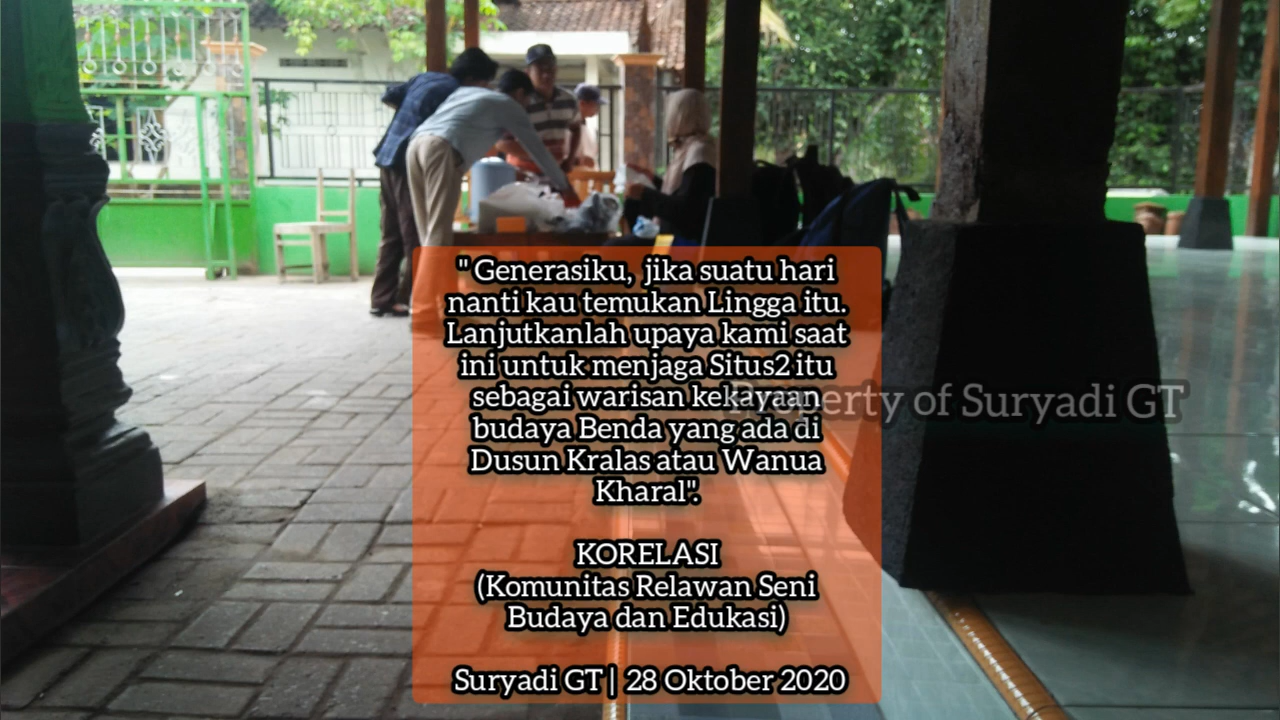 " Generasiku, jika suatu hari
nanti kau temukan Lingga itu.
Lanjutkanlah upaya kami saat
ini untuk menjaga Situs2 itu
sebagai warisan kekayaan
budaya Benda yang ada di
Dusun Kralas atau Wanua
Kharal".
KORELASI
(Komunitas Relawan Seni
Budaya dan Edukasi)
Suryadi GT | 28 Oktober 2020
Property of Suryadi GT